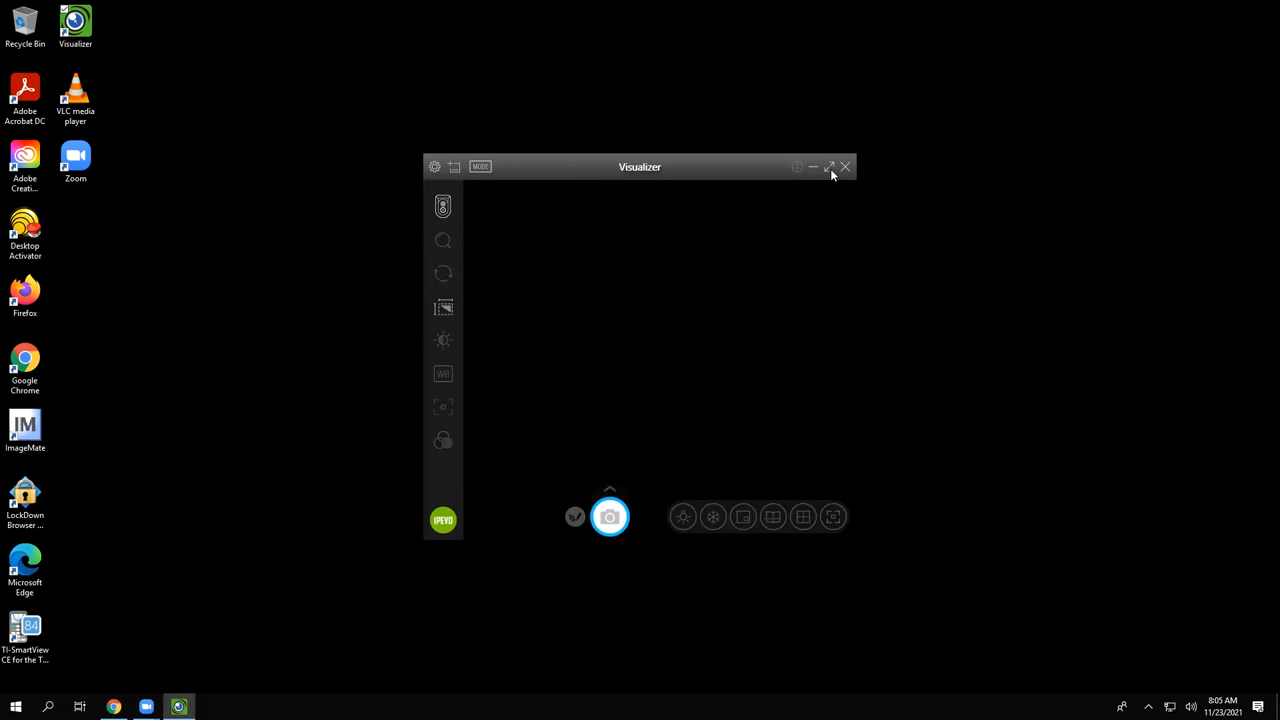 Recycle Bin
Visualizer
Adobe
Acrobat DC
VLC media
player
Adobe
Creati...
Zoom
Desktop
Activator
Firefox
Google
Chrome
IM
ImageMate
LockDown
Browser ...
Microsoft
Edge
84
TI-SmartView
CE for the T...
MODE
Visualizer
WB
IPEVO
8:05 AM
11/23/2021